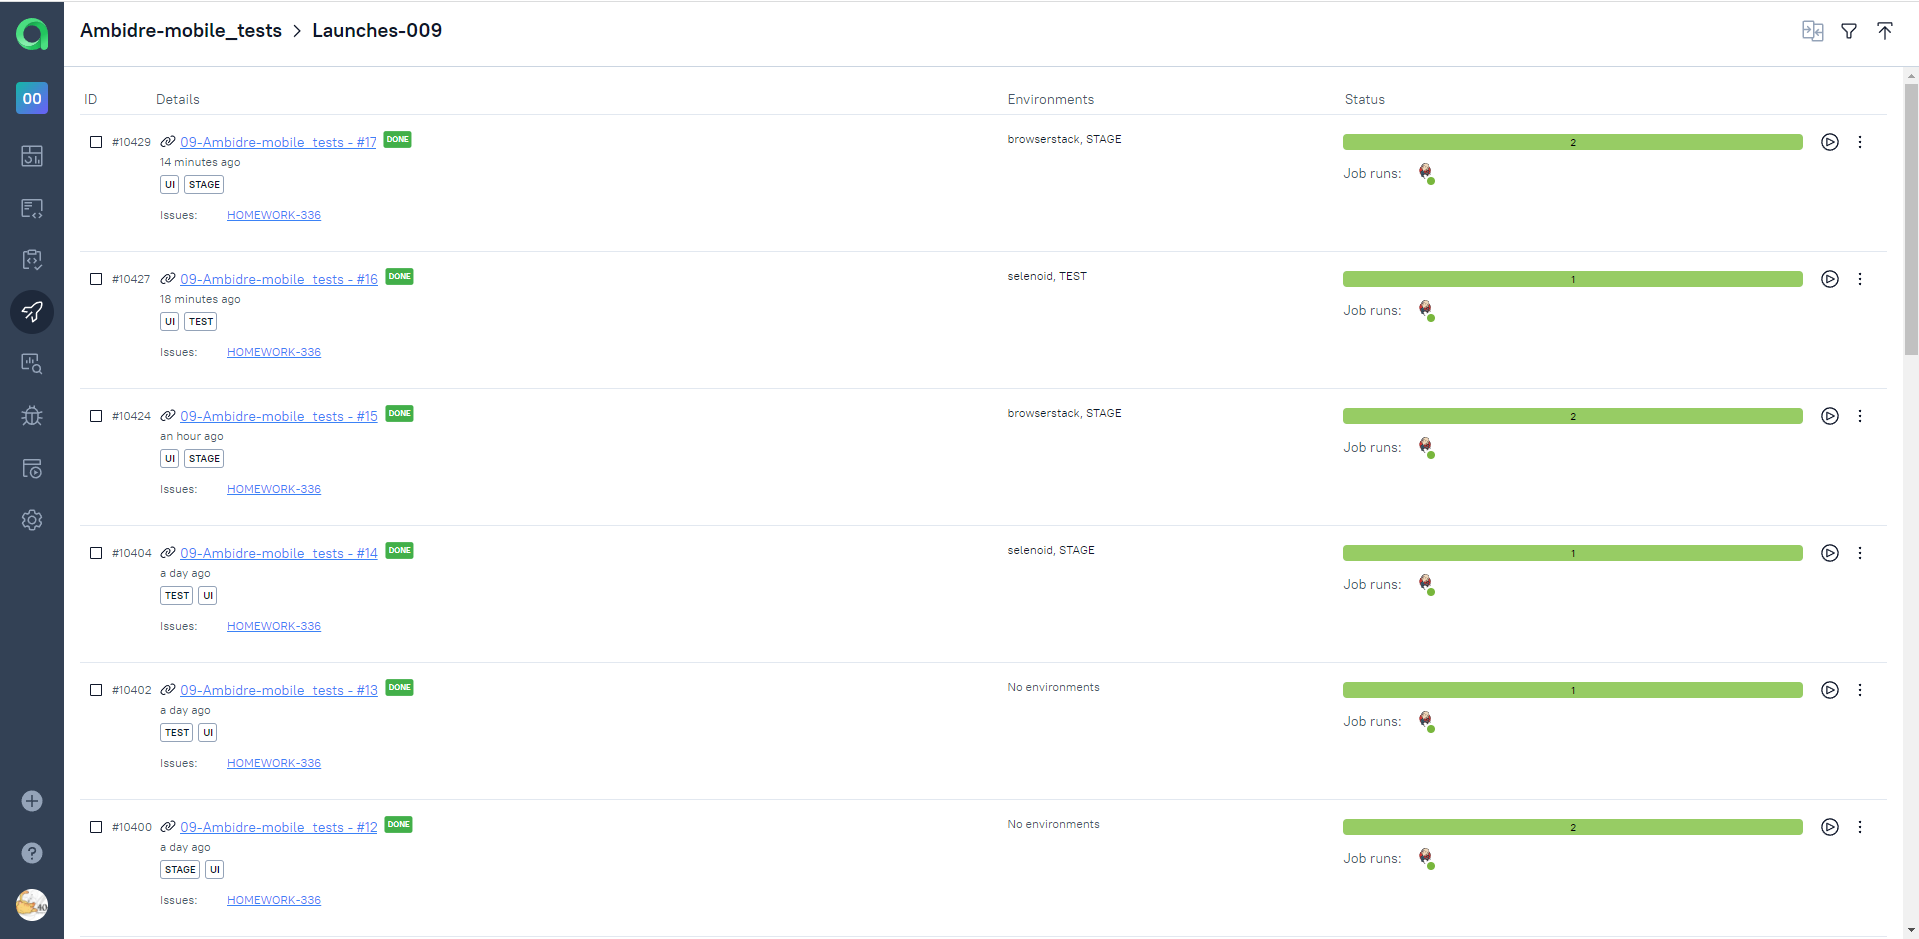 Ambidre-mobile_tests > Launches-009
00
ID Details Environments Status
#10429 09-Ambidre-mobile_tests - #17 DONE browserstack, STAGE 2
14 minutes ago Job runs:
UI STAGE
Issues: HOMEWORK-336
#10427 09-Ambidre-mobile_tests - #16 DONE selenoid, TEST 1
18 minutes ago Job runs:
UI TEST
Issues: HOMEWORK-336
#10424 09-Ambidre-mobile_tests - #15 DONE browserstack, STAGE 2
an hour ago Job runs:
UI STAGE
Issues: HOMEWORK-336
#10404 09-Ambidre-mobile_tests - #14 DONE selenoid, STAGE 1
a day ago Job runs:
TEST UI
Issues: HOMEWORK-336
#10402 09-Ambidre-mobile_tests - #13 DONE No environments 1
a day ago Job runs:
TEST UI
Issues: HOMEWORK-336
#10400 09-Ambidre-mobile_tests - #12 DONE No environments 2
a day ago Job runs:
STAGE UI
Issues: HOMEWORK-336